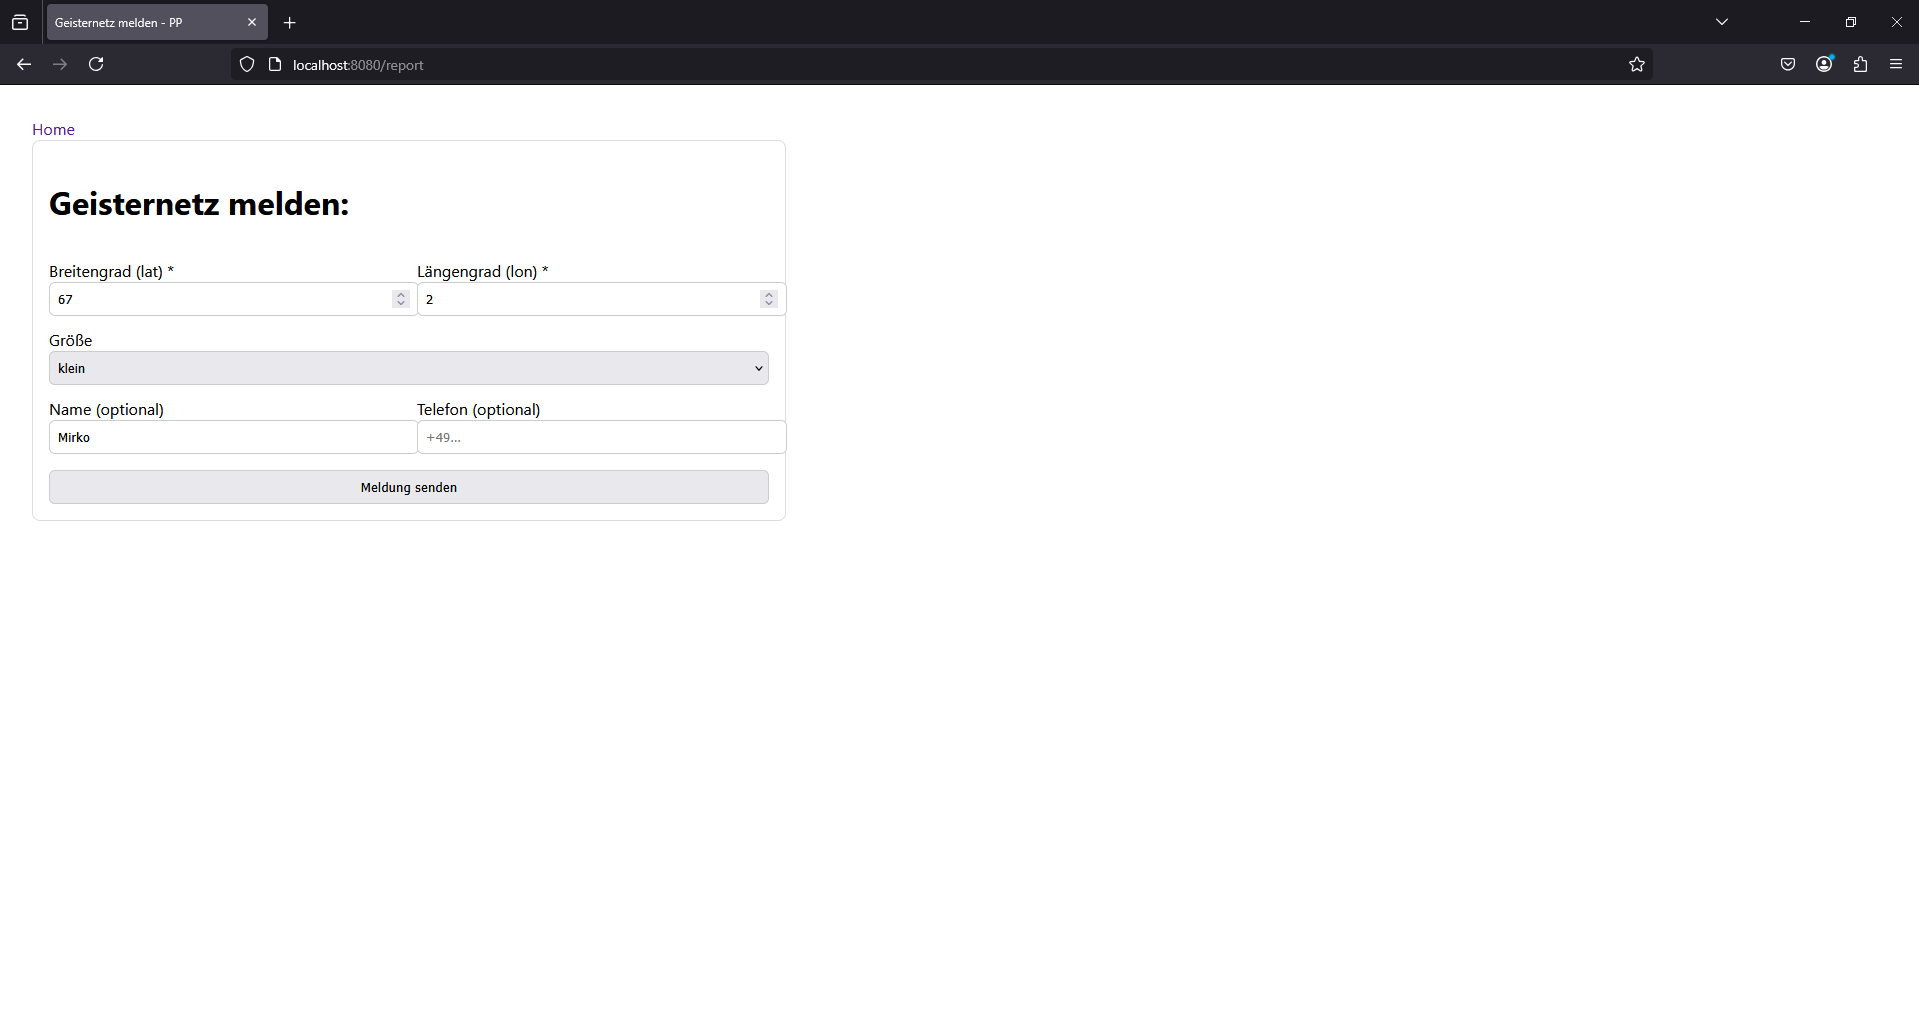 Geisternetz melden - PP
localhost:8080/report
Home
Geisternetz melden:
Breitengrad (lat) * Längengrad (lon) *
67 2
Größe
klein
Name (optional) Telefon (optional)
Mirko +49...
Meldung senden